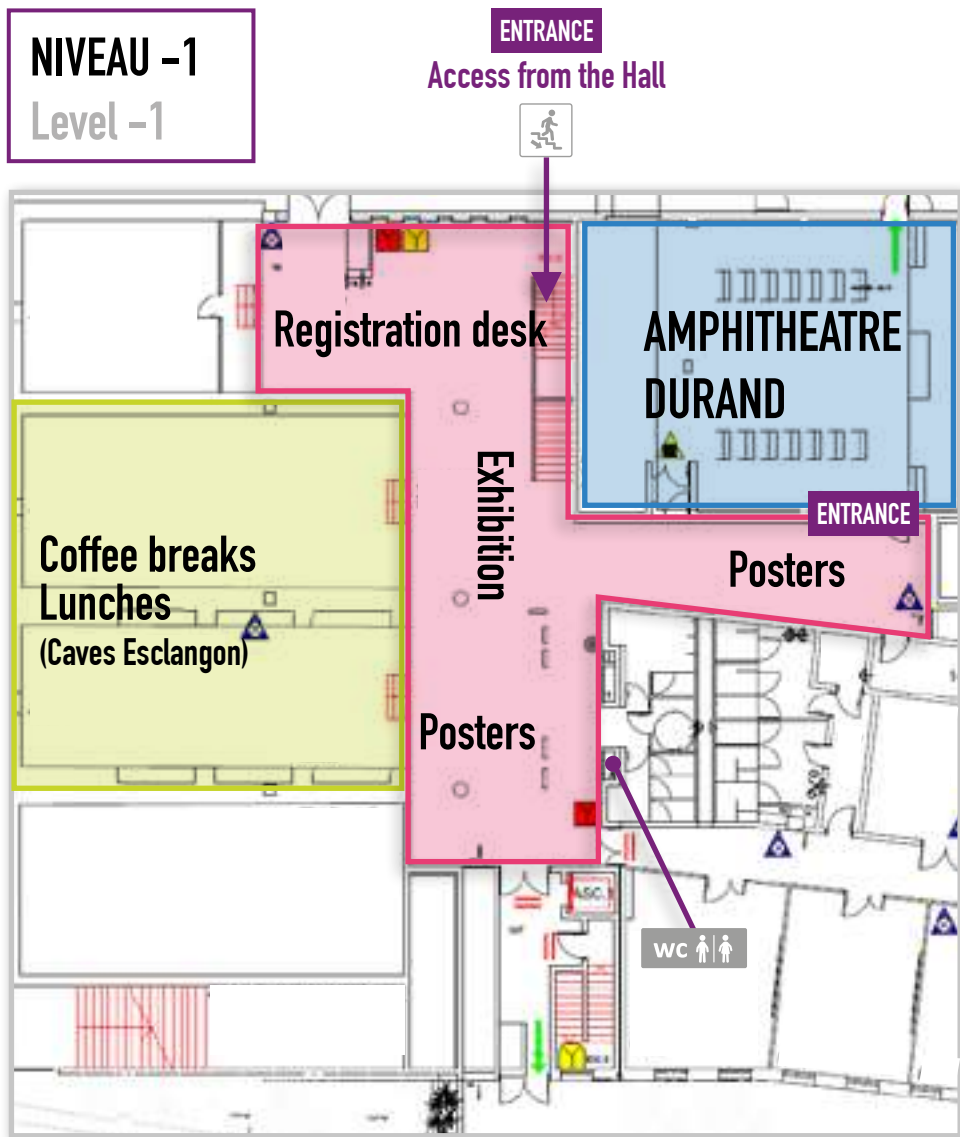 NIVEAU -1
Level -1
ENTRANCE
Access from the Hall
Registration desk
AMPHITHEATRE
DURAND
Exhibition
ENTRANCE
Coffee breaks
Lunches
(Caves Esclangon)
Posters
Posters
ASC.
WC